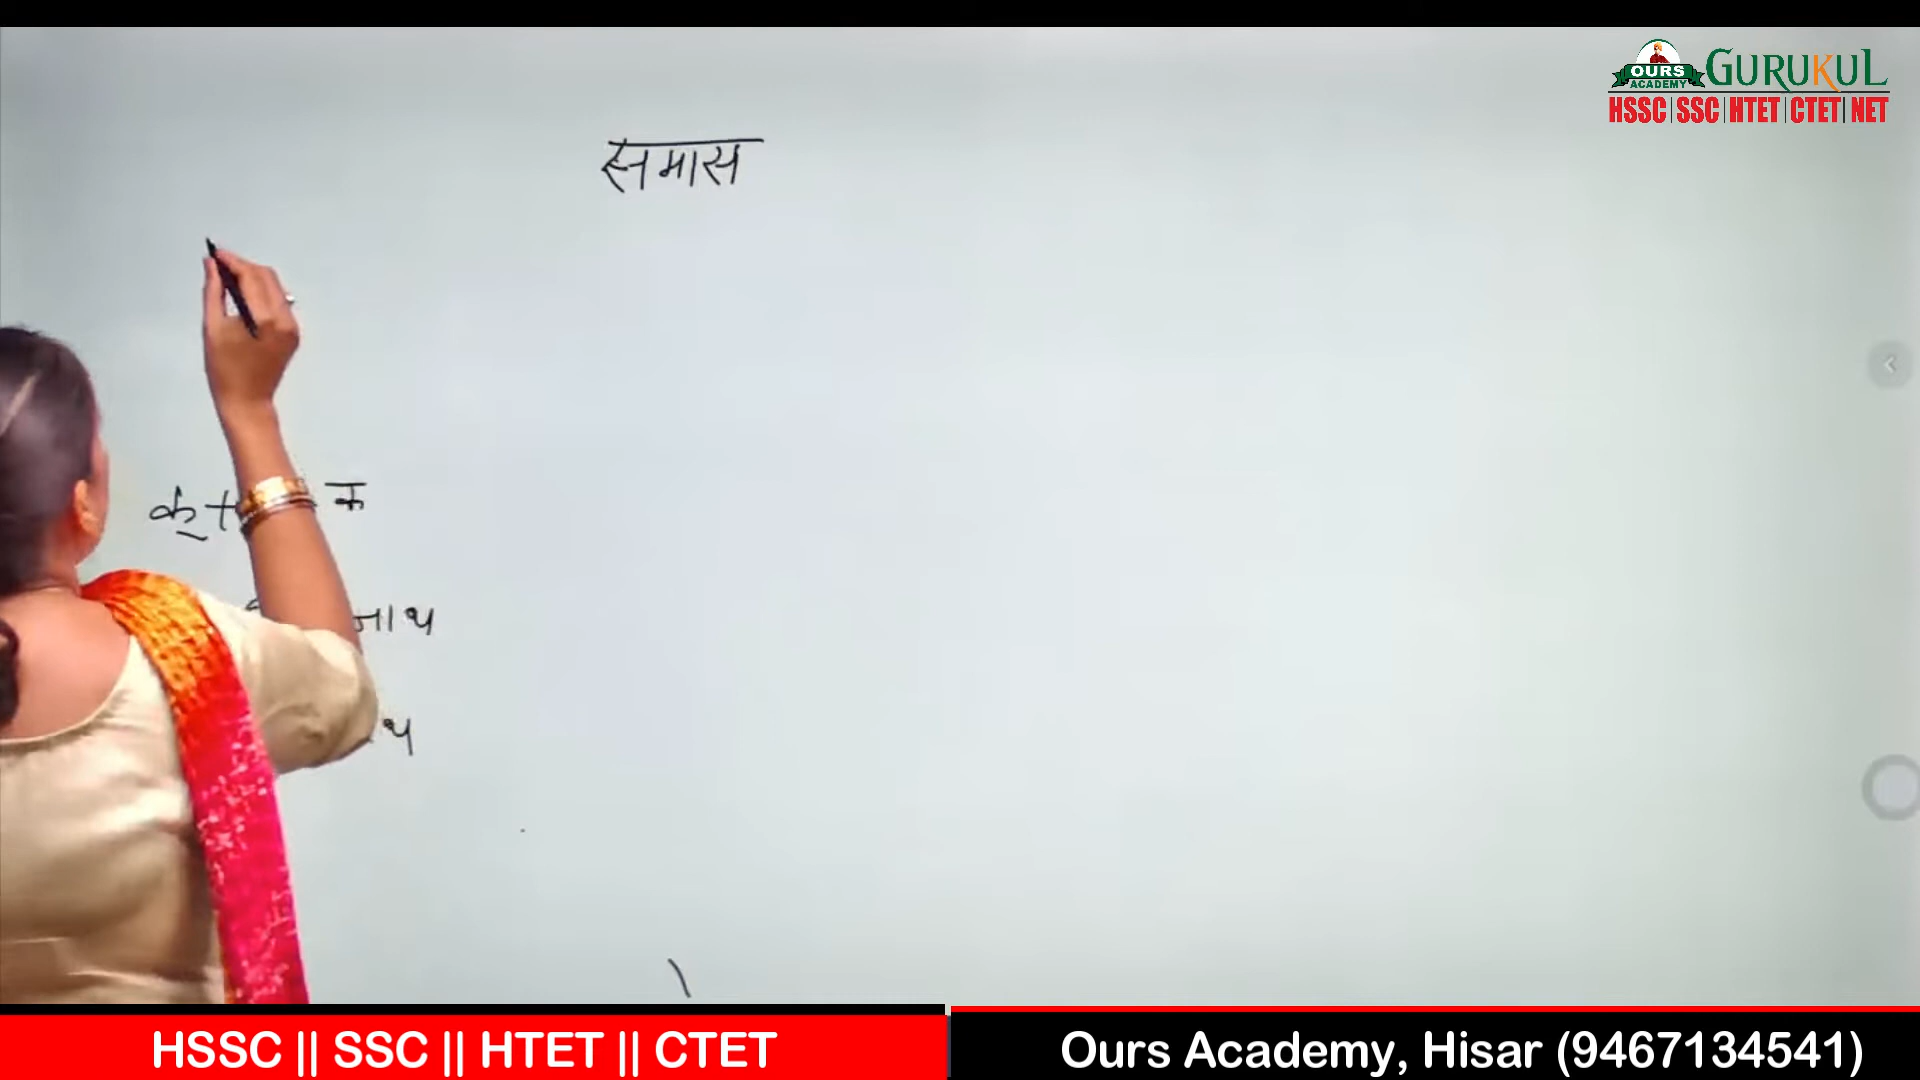 OURS
ACADEMY
GURUKUL
HSSC | SSC | HTET | CTET | NET
समास
क् +
क
नाथ
थ
HSSC || SSC || HTET || CTET
Ours Academy, Hisar (9467134541)